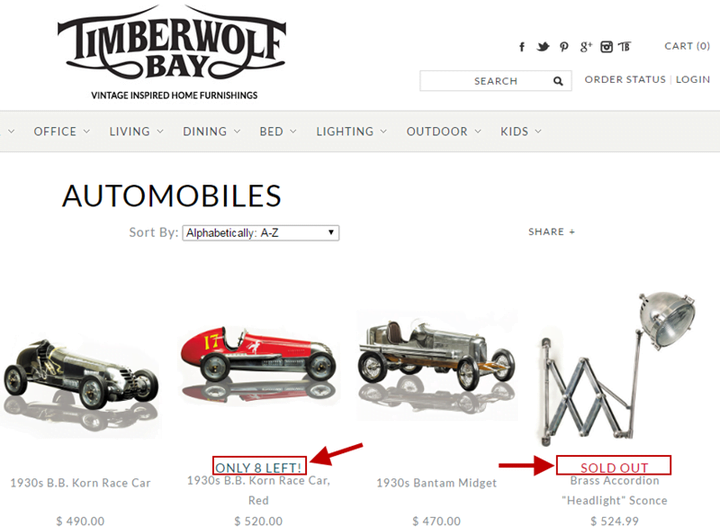 TIMBERWOLF
BAY
VINTAGE INSPIRED HOME FURNISHINGS
CART (0)
SEARCH
ORDER STATUS | LOGIN
OFFICE LIVING DINING BED LIGHTING OUTDOOR KIDS
AUTOMOBILES
Sort By: Alphabetically: A-Z
SHARE +
17
ONLY 8 LEFT!
SOLD OUT
1930s B.B. Korn Race Car
1930s B.B. Korn Race Car,
Red
1930s Bantam Midget
Brass Accordion
"Headlight" Sconce
$ 490.00
$ 520.00
$ 470.00
$ 524.99